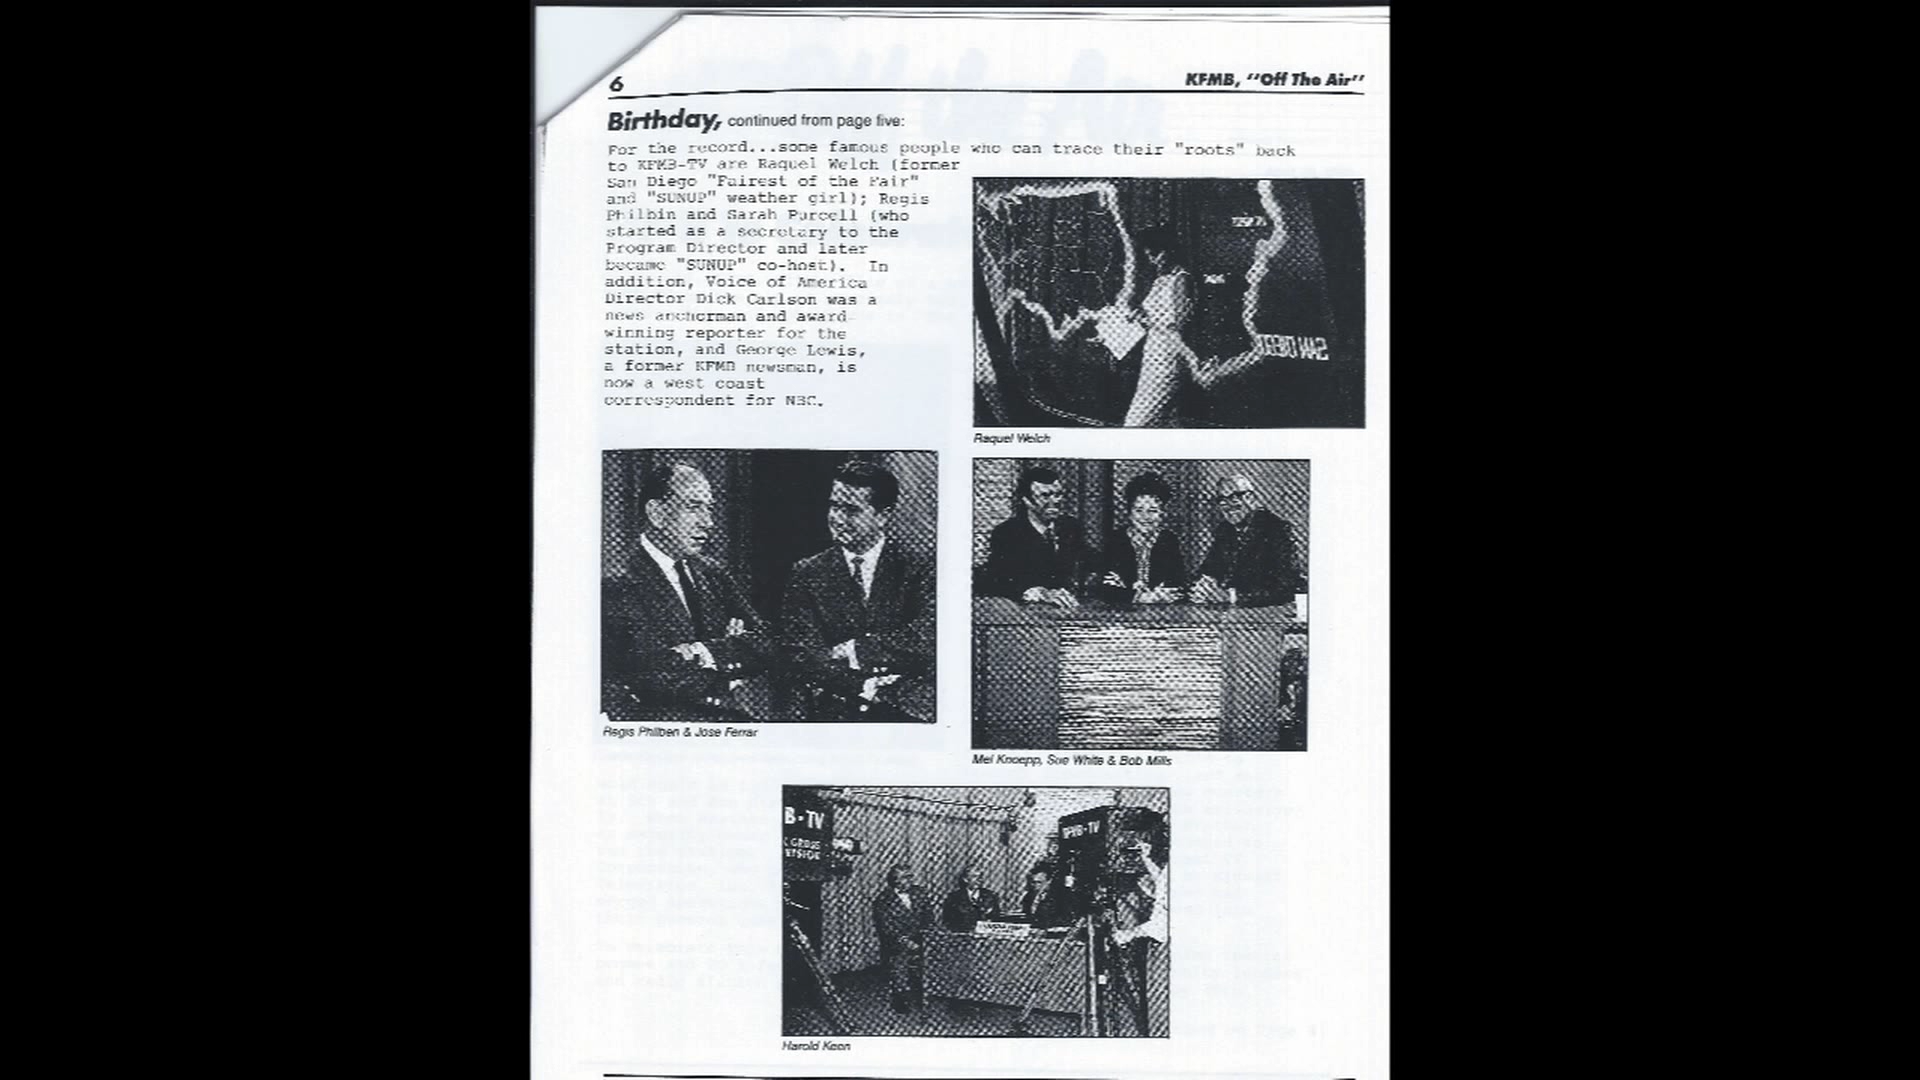 6
KFMB, "Off The Air"
Birthday, continued from page five:
For the record...some famous people who can trace their "roots" back
to KFMB-TV are Raquel Welch (former
San Diego "Fairest of the Fair"
and "SUNUP" weather girl); Regis
Philbin and Sarah Purcell (who
started as a secretary to the
Program Director and later
became "SUNUP" co-host). In
addition, Voice of America
Director Dick Carlson was a
news anchorman and award-
winning reporter for the
station, and George Lewis,
a former KFMB newsman, is
now a west coast
correspondent for NBC.
SAN DIEGO
Raquel Welch
Regis Philben & Jose Ferrar
Mel Knoepp, Sue White & Bob Mills
B-TV
KFMB-TV
Harold Keen